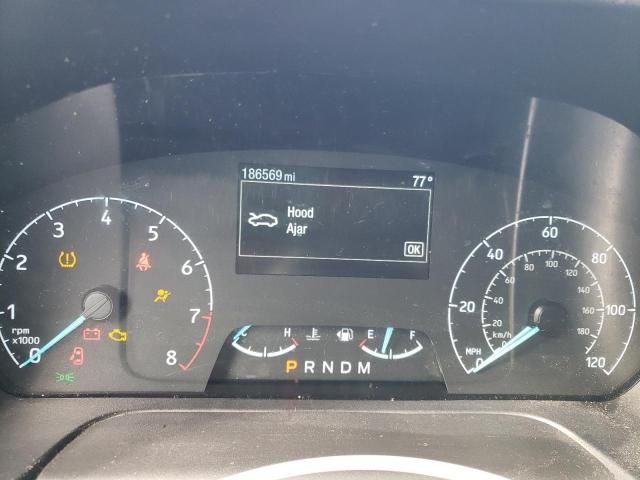 186569 mi 77°
Hood
Ajar
OK
0 1 2 3 4 5 6 7 8
rpm
x1000
C H E F
P R N D M
0 20 40 60 80 100 120
MPH
0 20 40 60 80 100 120 140 160 180
km/h